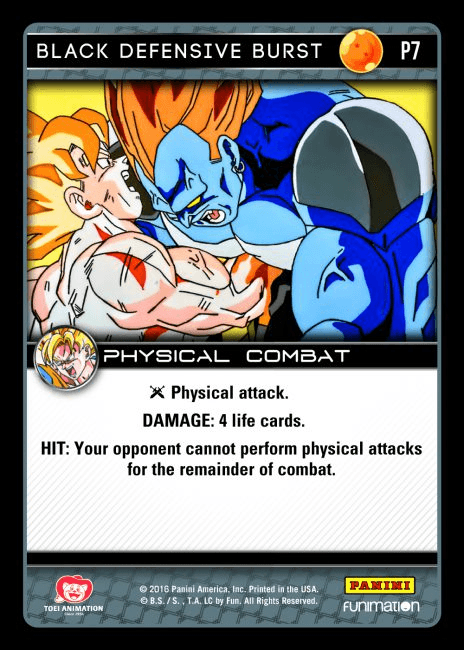 BLACK DEFENSIVE BURST P7
PHYSICAL COMBAT
Physical attack.
DAMAGE: 4 life cards.
HIT: Your opponent cannot perform physical attacks
for the remainder of combat.
TOEI ANIMATION
© 2016 Panini America, Inc. Printed in the USA.
© B.S. / S. , T.A. LC by Fun. All Rights Reserved.
PANINI
FUNIMATION